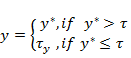 y = { y*, if y* > τ
τ_y , if y* ≤ τ